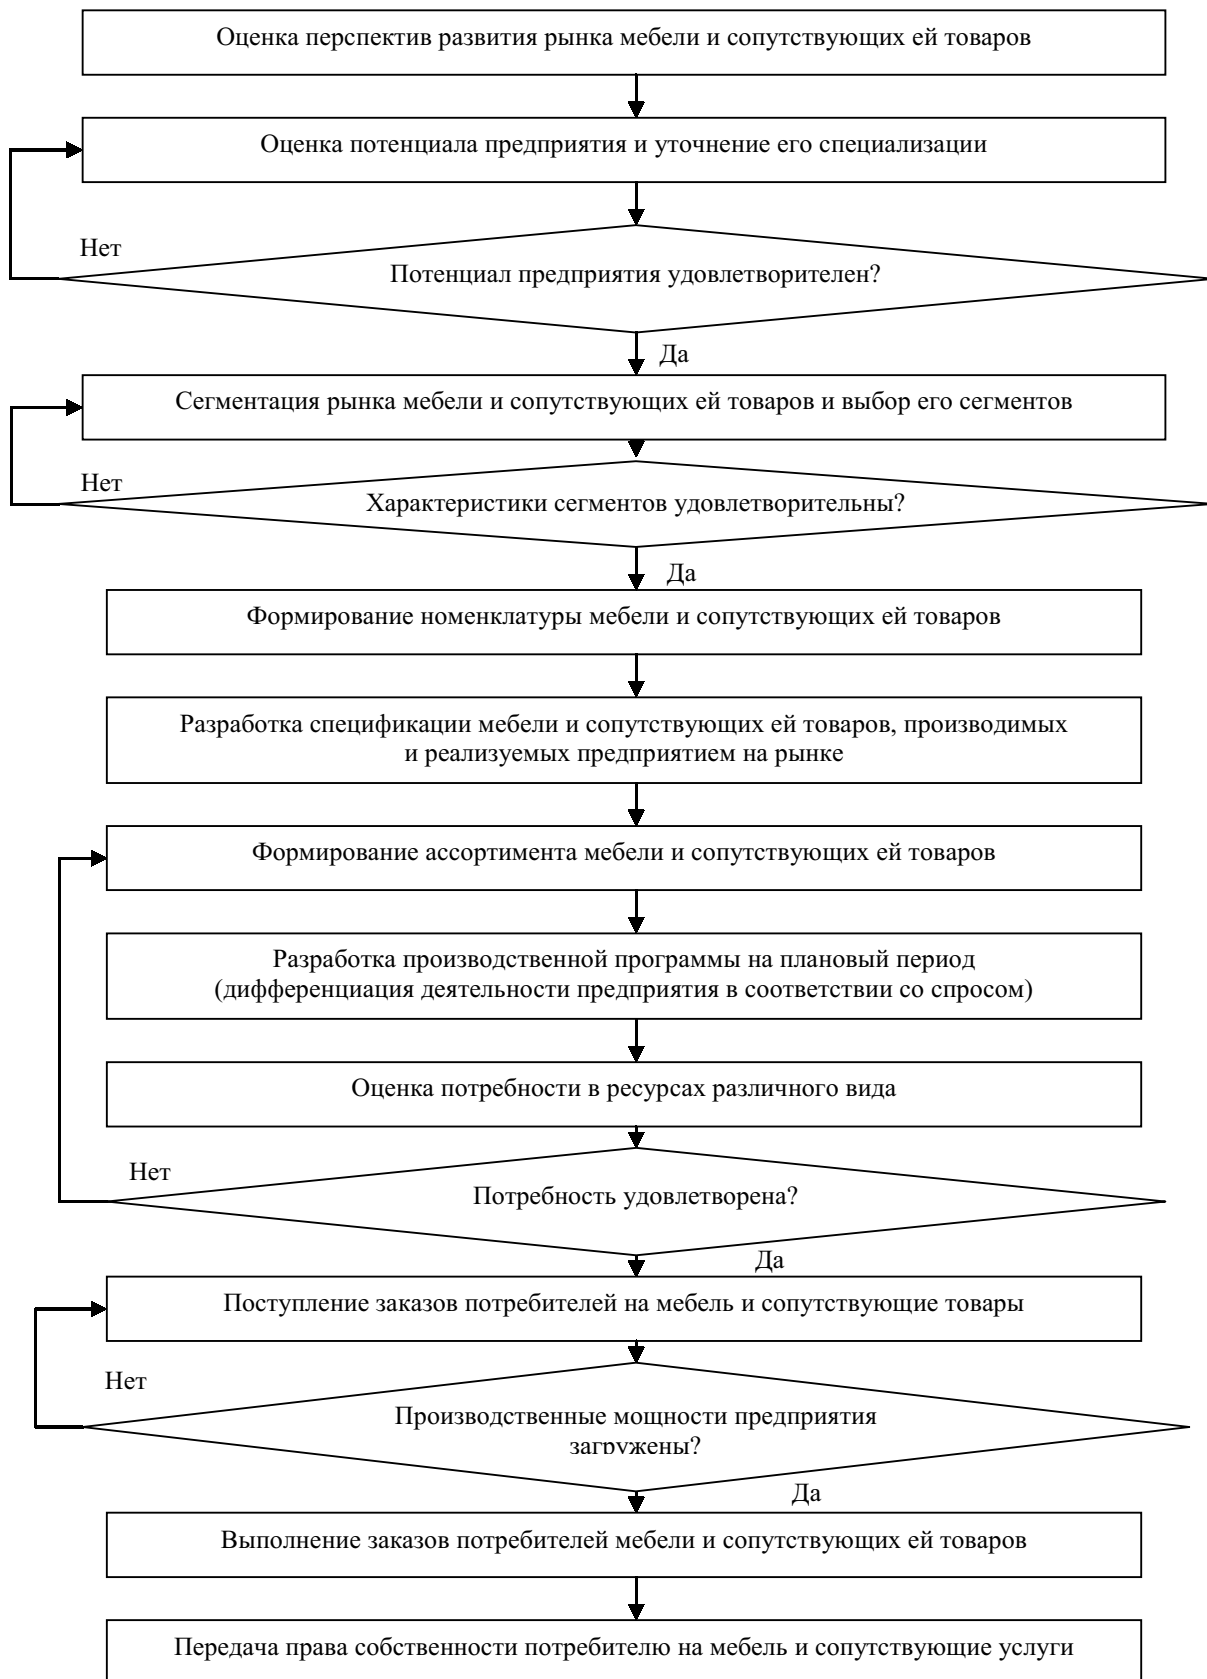 Оценка перспектив развития рынка мебели и сопутствующих ей товаров
Оценка потенциала предприятия и уточнение его специализации
Нет
Потенциал предприятия удовлетворителен?
Да
Сегментация рынка мебели и сопутствующих ей товаров и выбор его сегментов
Нет
Характеристики сегментов удовлетворительны?
Да
Формирование номенклатуры мебели и сопутствующих ей товаров
Разработка спецификации мебели и сопутствующих ей товаров, производимых
и реализуемых предприятием на рынке
Формирование ассортимента мебели и сопутствующих ей товаров
Разработка производственной программы на плановый период
(дифференциация деятельности предприятия в соответствии со спросом)
Оценка потребности в ресурсах различного вида
Нет
Потребность удовлетворена?
Да
Поступление заказов потребителей на мебель и сопутствующие товары
Нет
Производственные мощности предприятия
загружены?
Да
Выполнение заказов потребителей мебели и сопутствующих ей товаров
Передача права собственности потребителю на мебель и сопутствующие услуги